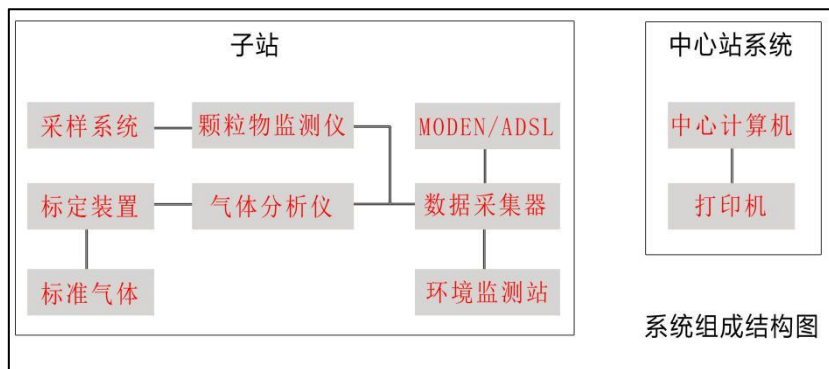 子站
中心站系统
采样系统
颗粒物监测仪
MODEN/ADSL
中心计算机
标定装置
气体分析仪
数据采集器
打印机
标准气体
环境监测站
系统组成结构图